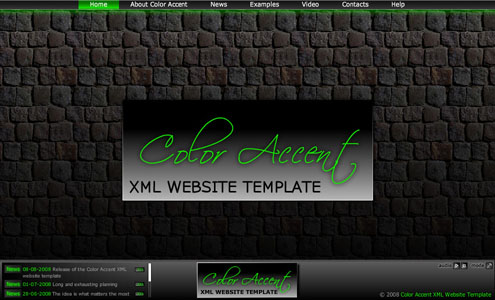 Home About Color Accent News Examples Video Contacts Help
Color Accent
XML WEBSITE TEMPLATE
News 08-08-2008 Release of the Color Accent XML
website template
News 01-07-2008 Long and exhausting planning
News 28-06-2008 The idea is what matters the most
Color Accent
XML WEBSITE TEMPLATE
© 2008 Color Accent XML Website Template